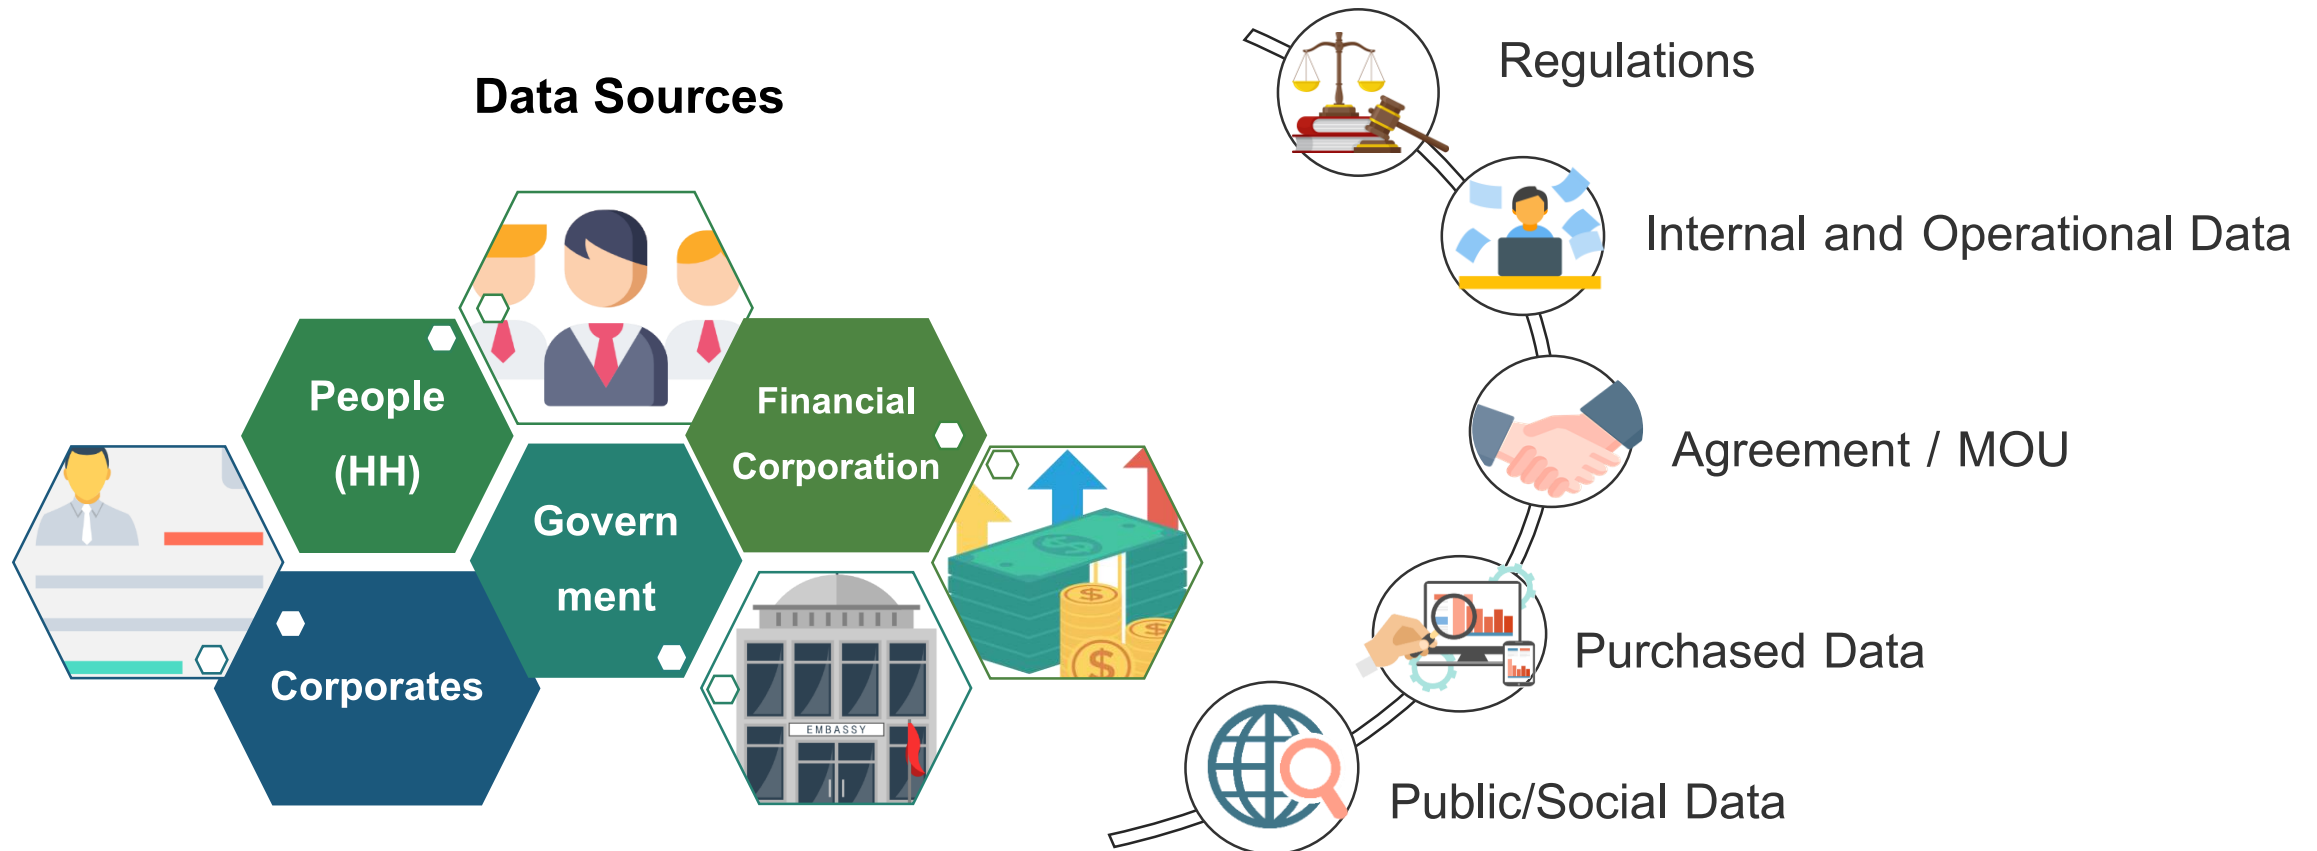 Data Sources
People
(HH)
Financial
Corporation
Govern
ment
Corporates
EMBASSY
Regulations
Internal and Operational Data
Agreement / MOU
Purchased Data
Public/Social Data